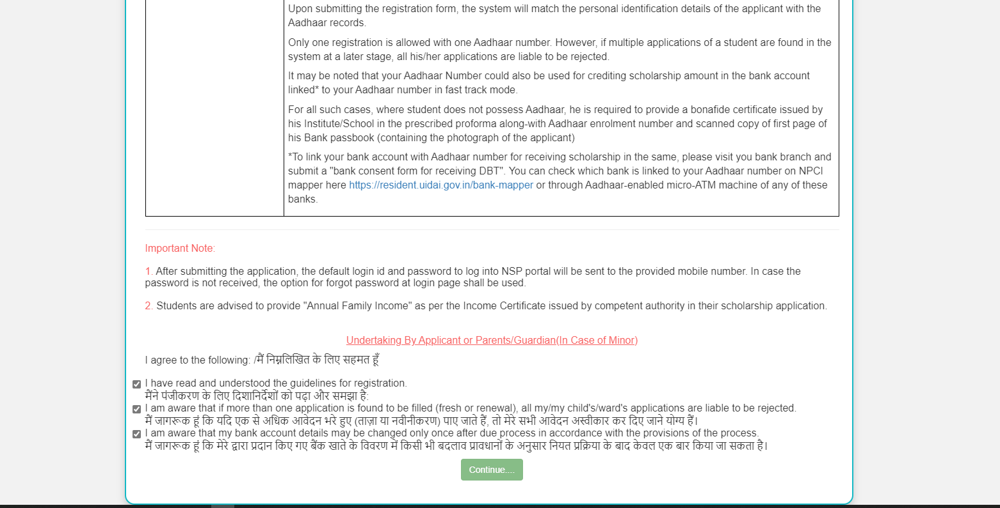 Upon submitting the registration form, the system will match the personal identification details of the applicant with the
Aadhaar records.
Only one registration is allowed with one Aadhaar number. However, if multiple applications of a student are found in the
system at a later stage, all his/her applications are liable to be rejected.
It may be noted that your Aadhaar Number could also be used for crediting scholarship amount in the bank account
linked* to your Aadhaar number in fast track mode.
For all such cases, where student does not possess Aadhaar, he is required to provide a bonafide certificate issued by
his Institute/School in the prescribed proforma along-with Aadhaar enrolment number and scanned copy of first page of
his Bank passbook (containing the photograph of the applicant)
*To link your bank account with Aadhaar number for receiving scholarship in the same, please visit you bank branch and
submit a "bank consent form for receiving DBT". You can check which bank is linked to your Aadhaar number on NPCI
mapper here https://resident.uidai.gov.in/bank-mapper or through Aadhaar-enabled micro-ATM machine of any of these
banks.
Important Note:
1. After submitting the application, the default login id and password to log into NSP portal will be sent to the provided mobile number. In case the
password is not received, the option for forgot password at login page shall be used.
2. Students are advised to provide "Annual Family Income" as per the Income Certificate issued by competent authority in their scholarship application.
Undertaking By Applicant or Parents/Guardian(In Case of Minor)
I agree to the following: /मैं निम्नलिखित के लिए सहमत हूँ
I have read and understood the guidelines for registration.
मैंने पंजीकरण के लिए दिशानिर्देशों को पढ़ा और समझा है:
I am aware that if more than one application is found to be filled (fresh or renewal), all my/my child's/ward's applications are liable to be rejected.
मैं जागरूक हूं कि यदि एक से अधिक आवेदन भरे हुए (ताज़ा या नवीनीकरण) पाए जाते हैं, तो मेरे सभी आवेदन अस्वीकार कर दिए जाने योग्य हैं।
I am aware that my bank account details may be changed only once after due process in accordance with the provisions of the process.
मैं जागरूक हूं कि मेरे द्वारा प्रदान किए गए बैंक खाते के विवरण में किसी भी बदलाव प्रावधानों के अनुसार नियत प्रक्रिया के बाद केवल एक बार किया जा सकता है।
Continue....